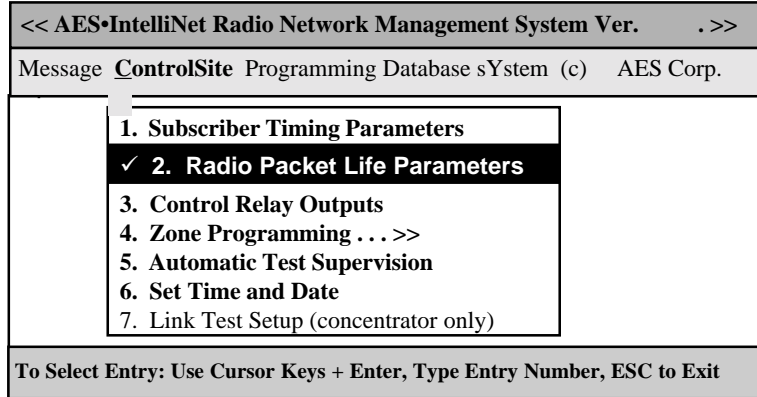 << AES•IntelliNet Radio Network Management System Ver. . >>
Message ControlSite Programming Database sYstem (c) AES Corp.
1. Subscriber Timing Parameters
✓ 2. Radio Packet Life Parameters
3. Control Relay Outputs
4. Zone Programming . . . >>
5. Automatic Test Supervision
6. Set Time and Date
7. Link Test Setup (concentrator only)
To Select Entry: Use Cursor Keys + Enter, Type Entry Number, ESC to Exit